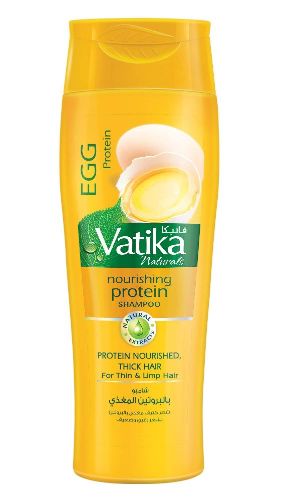 EGG
Protein
فاتيكا
Vatika
Naturals
nourishing
protein
SHAMPOO
NATURAL
EXTRACTS
PROTEIN NOURISHED,
THICK HAIR
For Thin & Limp Hair
شامبو
بالبروتين المغذي